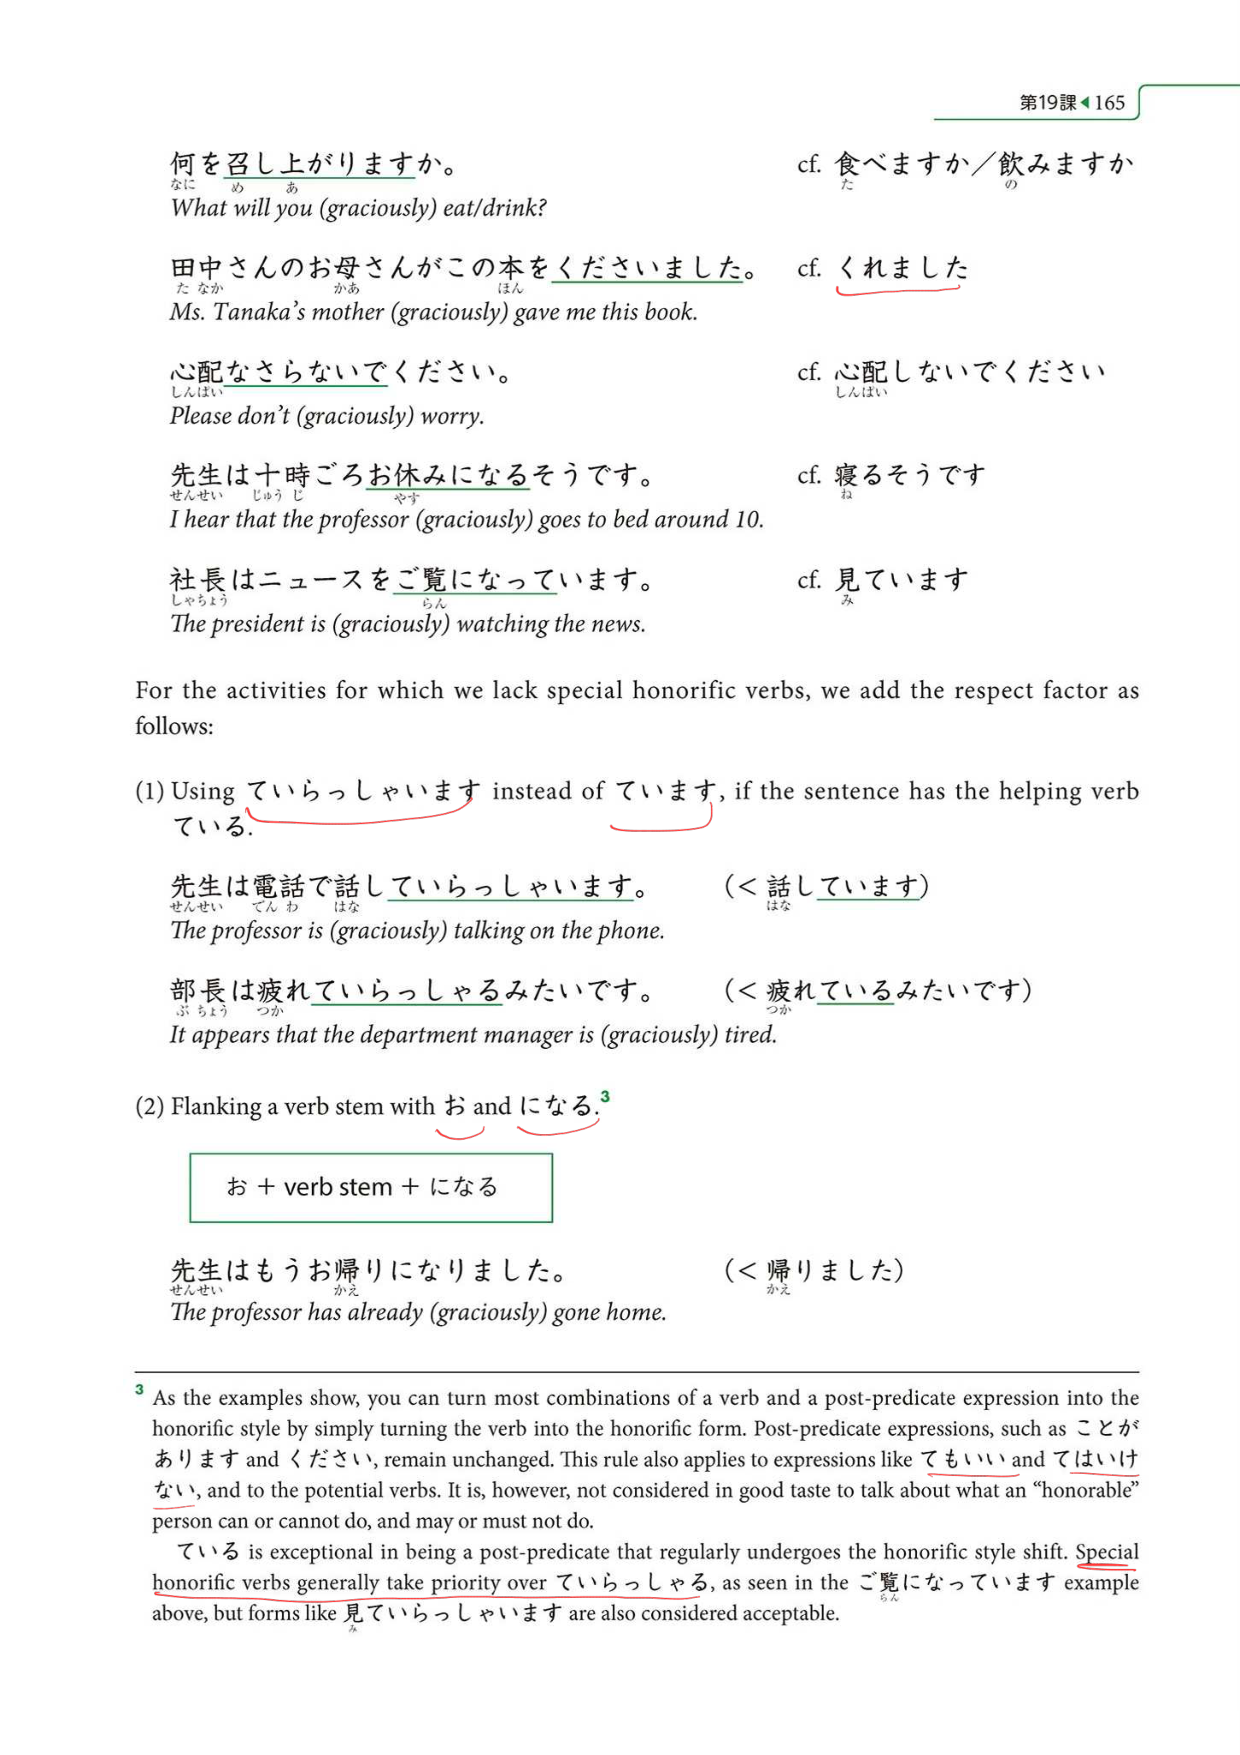 第19課◀165
何を召し上がりますか。 cf. 食べますか／飲みますか
なに め あ た の
What will you (graciously) eat/drink?
田中さんのお母さんがこの本をくださいました。 cf. くれました
た なか かあ ほん
Ms. Tanaka's mother (graciously) gave me this book.
心配なさらないでください。 cf. 心配しないでください
しんぱい しんぱい
Please don't (graciously) worry.
先生は十時ごろお休みになるそうです。 cf. 寝るそうです
せんせい じゅう じ やす ね
I hear that the professor (graciously) goes to bed around 10.
社長はニュースをご覧になっています。 cf. 見ています
しゃちょう らん み
The president is (graciously) watching the news.
For the activities for which we lack special honorific verbs, we add the respect factor as
follows:
(1) Using ていらっしゃいます instead of ています, if the sentence has the helping verb
ている.
先生は電話で話していらっしゃいます。 (< 話しています)
せんせい でん わ はな はな
The professor is (graciously) talking on the phone.
部長は疲れていらっしゃるみたいです。 (< 疲れているみたいです)
ぶ ちょう つか つか
It appears that the department manager is (graciously) tired.
(2) Flanking a verb stem with お and になる.3
お + verb stem + になる
先生はもうお帰りになりました。 (< 帰りました)
せんせい かえ かえ
The professor has already (graciously) gone home.
3 As the examples show, you can turn most combinations of a verb and a post-predicate expression into the
honorific style by simply turning the verb into the honorific form. Post-predicate expressions, such as ことが
あります and ください, remain unchanged. This rule also applies to expressions like てもいい and てはいけ
ない, and to the potential verbs. It is, however, not considered in good taste to talk about what an "honorable"
person can or cannot do, and may or must not do.
ている is exceptional in being a post-predicate that regularly undergoes the honorific style shift. Special
honorific verbs generally take priority over ていらっしゃる, as seen in the ご覧になっています example
らん
above, but forms like 見ていらっしゃいます are also considered acceptable.
み